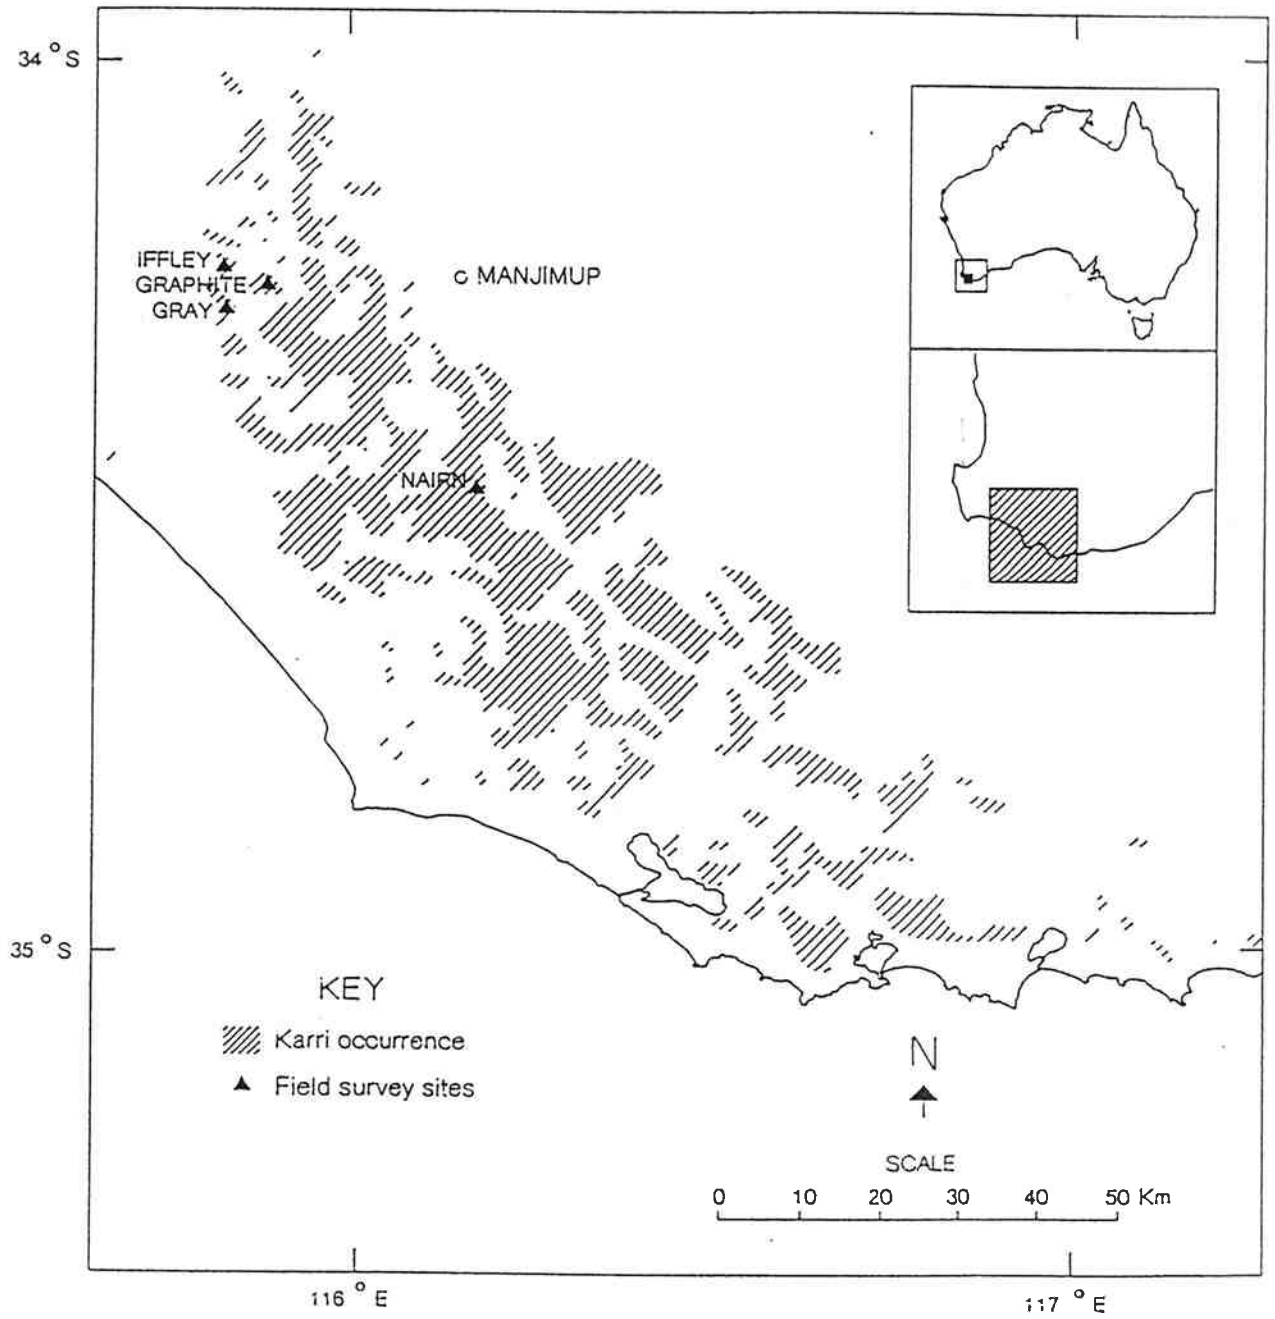 34 °S
IFFLEY
GRAPHITE
GRAY
MANJIMUP
NAIRN
35 °S
KEY
Karri occurrence
Field survey sites
N
SCALE
0 10 20 30 40 50 Km
116 °E
117 °E